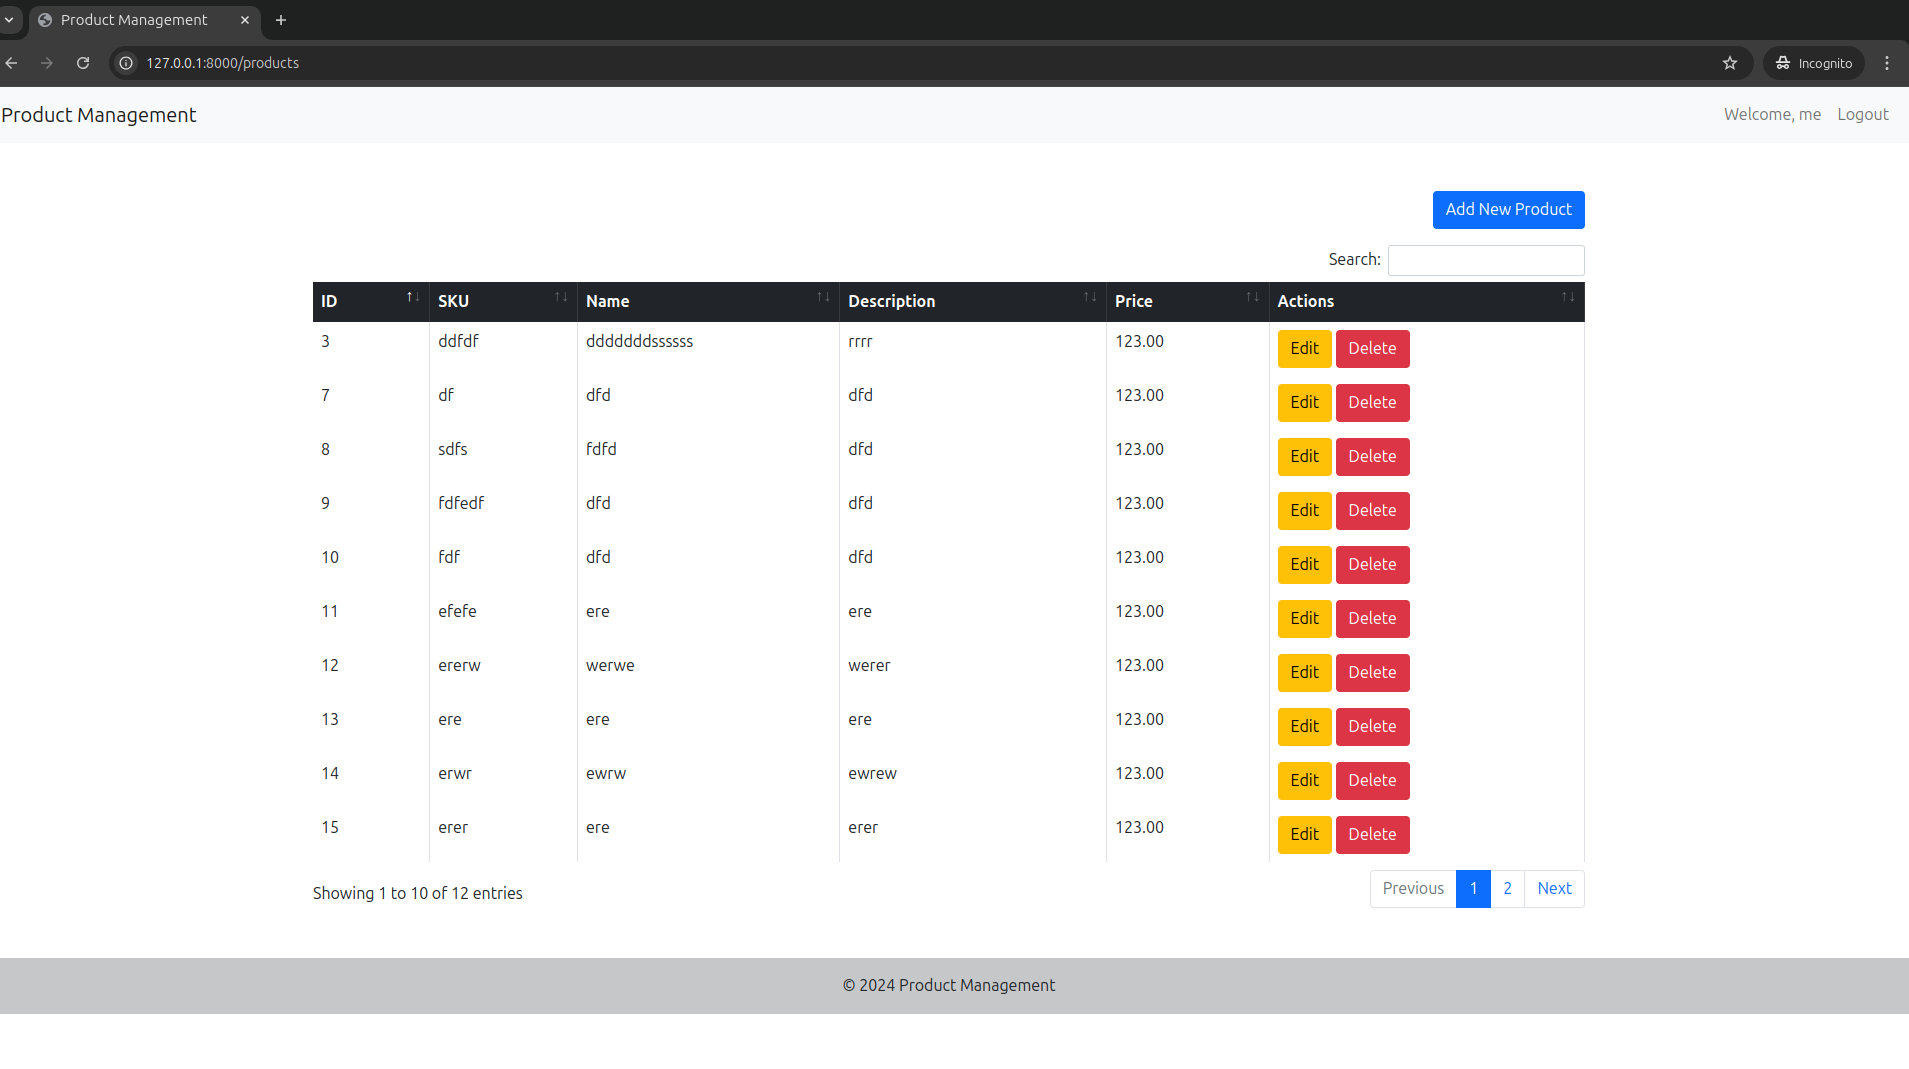 Product Management
127.0.0.1:8000/products
Incognito
Product Management Welcome, me Logout
Add New Product
Search:
ID SKU Name Description Price Actions
3 ddfdf dddddddssssss rrrr 123.00 Edit Delete
7 df dfd dfd 123.00 Edit Delete
8 sdfs fdfd dfd 123.00 Edit Delete
9 fdfedf dfd dfd 123.00 Edit Delete
10 fdf dfd dfd 123.00 Edit Delete
11 efefe ere ere 123.00 Edit Delete
12 ererw werwe werer 123.00 Edit Delete
13 ere ere ere 123.00 Edit Delete
14 erwr ewrw ewrew 123.00 Edit Delete
15 erer ere erer 123.00 Edit Delete
Showing 1 to 10 of 12 entries Previous 1 2 Next
© 2024 Product Management